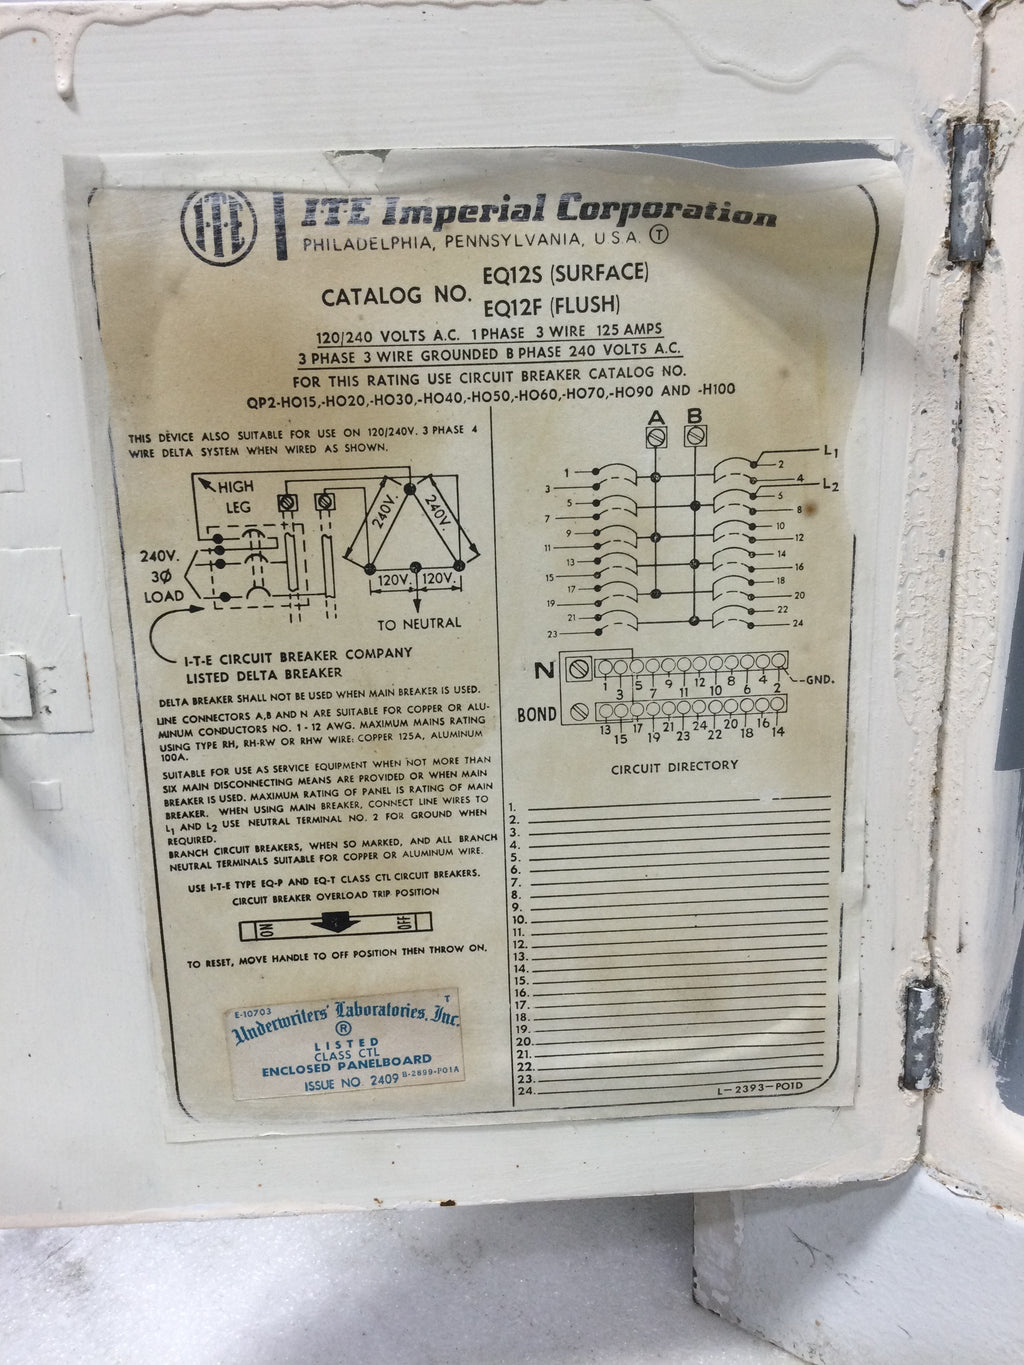 I-T-E
ITE Imperial Corporation
PHILADELPHIA, PENNSYLVANIA, U.S.A. T
CATALOG NO. EQ12S (SURFACE)
EQ12F (FLUSH)
120/240 VOLTS A.C. 1 PHASE 3 WIRE 125 AMPS
3 PHASE 3 WIRE GROUNDED B PHASE 240 VOLTS A.C.
FOR THIS RATING USE CIRCUIT BREAKER CATALOG NO.
QP2-HO15,-HO20,-HO30,-HO40,-HO50,-HO60,-HO70,-HO90 AND -H100
THIS DEVICE ALSO SUITABLE FOR USE ON 120/240V. 3 PHASE 4
WIRE DELTA SYSTEM WHEN WIRED AS SHOWN.
HIGH
LEG
240V.
240V.
240V.
3Ø
LOAD
120V. 120V.
TO NEUTRAL
I-T-E CIRCUIT BREAKER COMPANY
LISTED DELTA BREAKER
DELTA BREAKER SHALL NOT BE USED WHEN MAIN BREAKER IS USED.
LINE CONNECTORS A,B AND N ARE SUITABLE FOR COPPER OR ALU-
MINUM CONDUCTORS NO. 1 - 12 AWG. MAXIMUM MAINS RATING
USING TYPE RH, RH-RW OR RHW WIRE: COPPER 125A, ALUMINUM
100A.
SUITABLE FOR USE AS SERVICE EQUIPMENT WHEN NOT MORE THAN
SIX MAIN DISCONNECTING MEANS ARE PROVIDED OR WHEN MAIN
BREAKER IS USED. MAXIMUM RATING OF PANEL IS RATING OF MAIN
BREAKER. WHEN USING MAIN BREAKER, CONNECT LINE WIRES TO
L1 AND L2 USE NEUTRAL TERMINAL NO. 2 FOR GROUND WHEN
REQUIRED.
BRANCH CIRCUIT BREAKERS, WHEN SO MARKED, AND ALL BRANCH
NEUTRAL TERMINALS SUITABLE FOR COPPER OR ALUMINUM WIRE.
USE I-T-E TYPE EQ-P AND EQ-T CLASS CTL CIRCUIT BREAKERS.
CIRCUIT BREAKER OVERLOAD TRIP POSITION
ON OFF
TO RESET, MOVE HANDLE TO OFF POSITION THEN THROW ON.
E-10703 T
Underwriters' Laboratories, Inc.
®
LISTED
CLASS CTL
ENCLOSED PANELBOARD
ISSUE NO. 2409 B-2899-P01A
A B
L1
1 2
3 4 L2
5 6
7 8
9 10
11 12
13 14
15 16
17 18
19 20
21 22
23 24
N
1 3 5 7 9 11 12 10 8 6 4 2
GND.
BOND
13 15 17 19 21 23 24 22 20 18 16 14
CIRCUIT DIRECTORY
1.
2.
3.
4.
5.
6.
7.
8.
9.
10.
11.
12.
13.
14.
15.
16.
17.
18.
19.
20.
21.
22.
23.
24.
L-2393-P01D